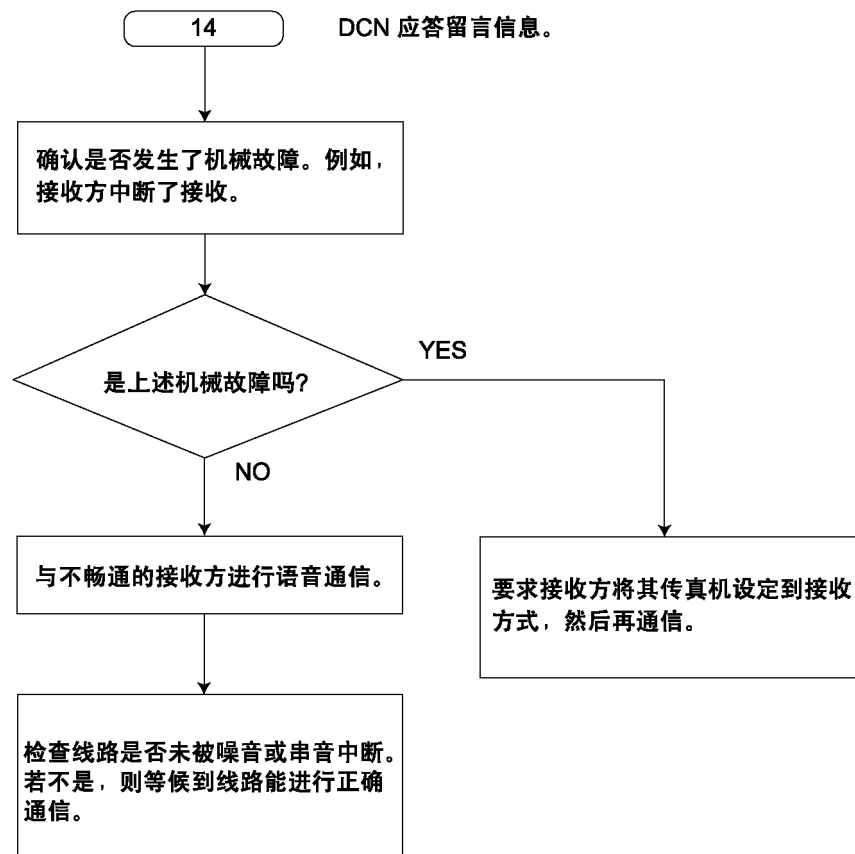 14
DCN 应答留言信息。
确认是否发生了机械故障。例如，
接收方中断了接收。
是上述机械故障吗?
YES
NO
与不畅通的接收方进行语音通信。
要求接收方将其传真机设定到接收
方式，然后再通信。
检查线路是否未被噪音或串音中断。
若不是，则等候到线路能进行正确
通信。